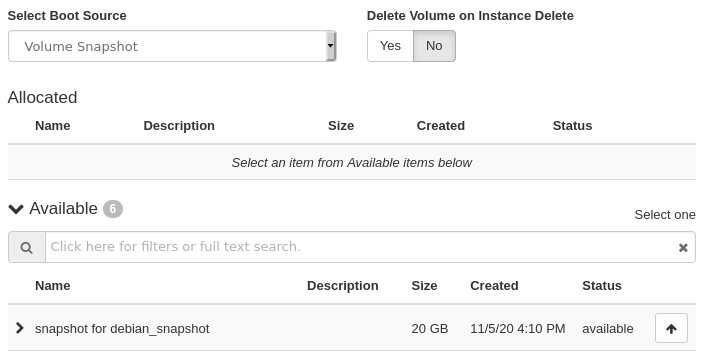 Select Boot Source
Delete Volume on Instance Delete
Volume Snapshot
Yes No
Allocated
Name Description Size Created Status
Select an item from Available items below
Available 6
Select one
Click here for filters or full text search.
Name Description Size Created Status
snapshot for debian_snapshot 20 GB 11/5/20 4:10 PM available